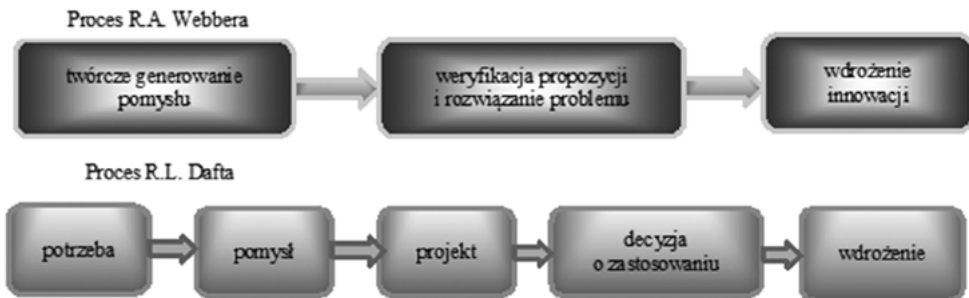 Proces R.A. Webbera
twórcze generowanie
pomysłu
weryfikacja propozycji
i rozwiązanie problemu
wdrożenie
innowacji
Proces R.L. Dafta
potrzeba
pomysł
projekt
decyzja
o zastosowaniu
wdrożenie